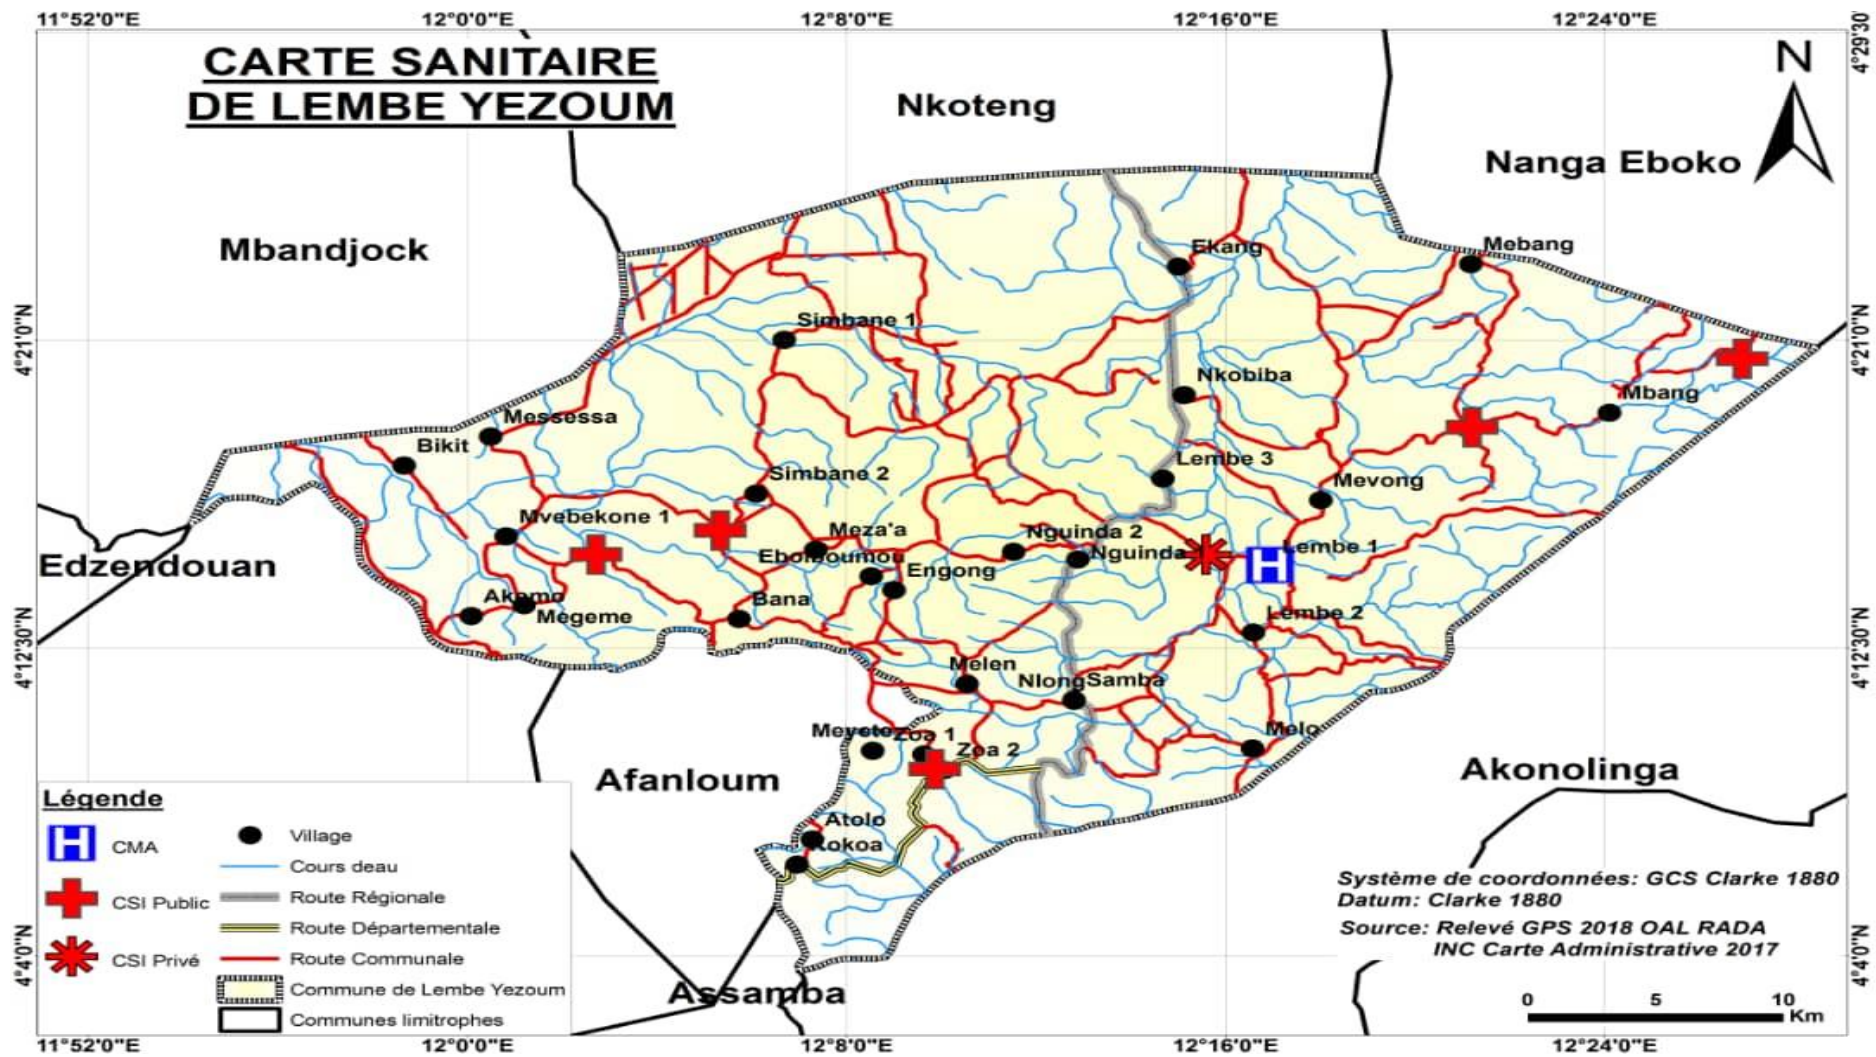 11°52'0"E 12°0'0"E 12°8'0"E 12°16'0"E 12°24'0"E
CARTE SANITAIRE
DE LEMBE YEZOUM
N
4°29'30
Nkoteng
Nanga Eboko
Mbandjock
Ekang
Mebang
4°21'0"N
4°21'0"N
Simbane 1
Nkobiba
Mbang
Messessa
Bikit
Lembe 3
Simbane 2
Mevong
Mvebekone 1
Meza'a
Nguinda 2
Eboiboumou
Nguinda
H
Lembe 1
Edzendouan
Engong
Akomo
Megeme
Bana
Lembe 2
4°12'30"N
4°12'30"N
Melen
NlongSamba
Meyete
Zoa 1
Zoa 2
Melo
Afanloum
Akonolinga
Atolo
Kokoa
Légende
H CMA
CSI Public
CSI Privé
Village
Cours deau
Route Régionale
Route Départementale
Route Communale
Commune de Lembe Yezoum
Communes limitrophes
Système de coordonnées: GCS Clarke 1880
Datum: Clarke 1880
Source: Relevé GPS 2018 OAL RADA
INC Carte Administrative 2017
4°4'0"N
4°4'0"N
Assamba
0 5 10
Km
11°52'0"E 12°0'0"E 12°8'0"E 12°16'0"E 12°24'0"E